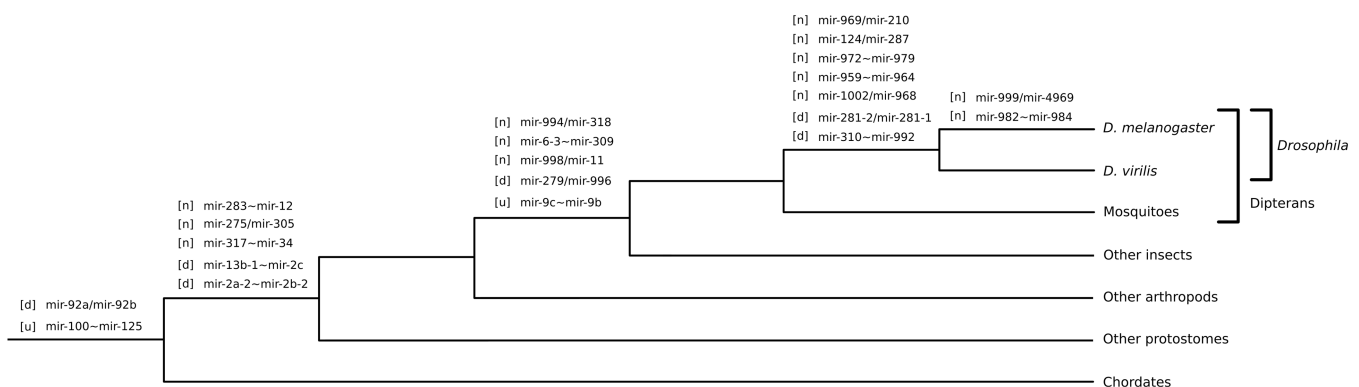 [n] mir-969/mir-210
[n] mir-124/mir-287
[n] mir-972~mir-979
[n] mir-959~mir-964
[n] mir-1002/mir-968
[d] mir-281-2/mir-281-1
[d] mir-310~mir-992
[n] mir-999/mir-4969
[n] mir-982~mir-984
[n] mir-994/mir-318
[n] mir-6-3~mir-309
[n] mir-998/mir-11
[d] mir-279/mir-996
[u] mir-9c~mir-9b
[n] mir-283~mir-12
[n] mir-275/mir-305
[n] mir-317~mir-34
[d] mir-13b-1~mir-2c
[d] mir-2a-2~mir-2b-2
[d] mir-92a/mir-92b
[u] mir-100~mir-125
D. melanogaster
D. virilis
Mosquitoes
Other insects
Other arthropods
Other protostomes
Chordates
Drosophila
Dipterans